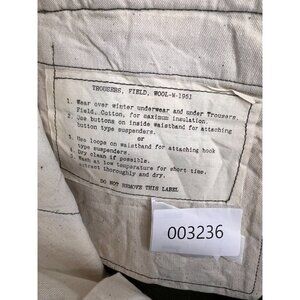 TROUSERS, FIELD, WOOL-M-1951
1. Wear over winter underwear and under Trousers,
Field, Cotton, for maximum insulation.
2. Use buttons on inside waistband for attaching
button type suspenders.
or
Use loops on waistband for attaching hook
type suspenders.
Dry clean if possible.
Wash at low temperature for short time,
extract thoroughly and dry.
DO NOT REMOVE THIS LABEL
003236